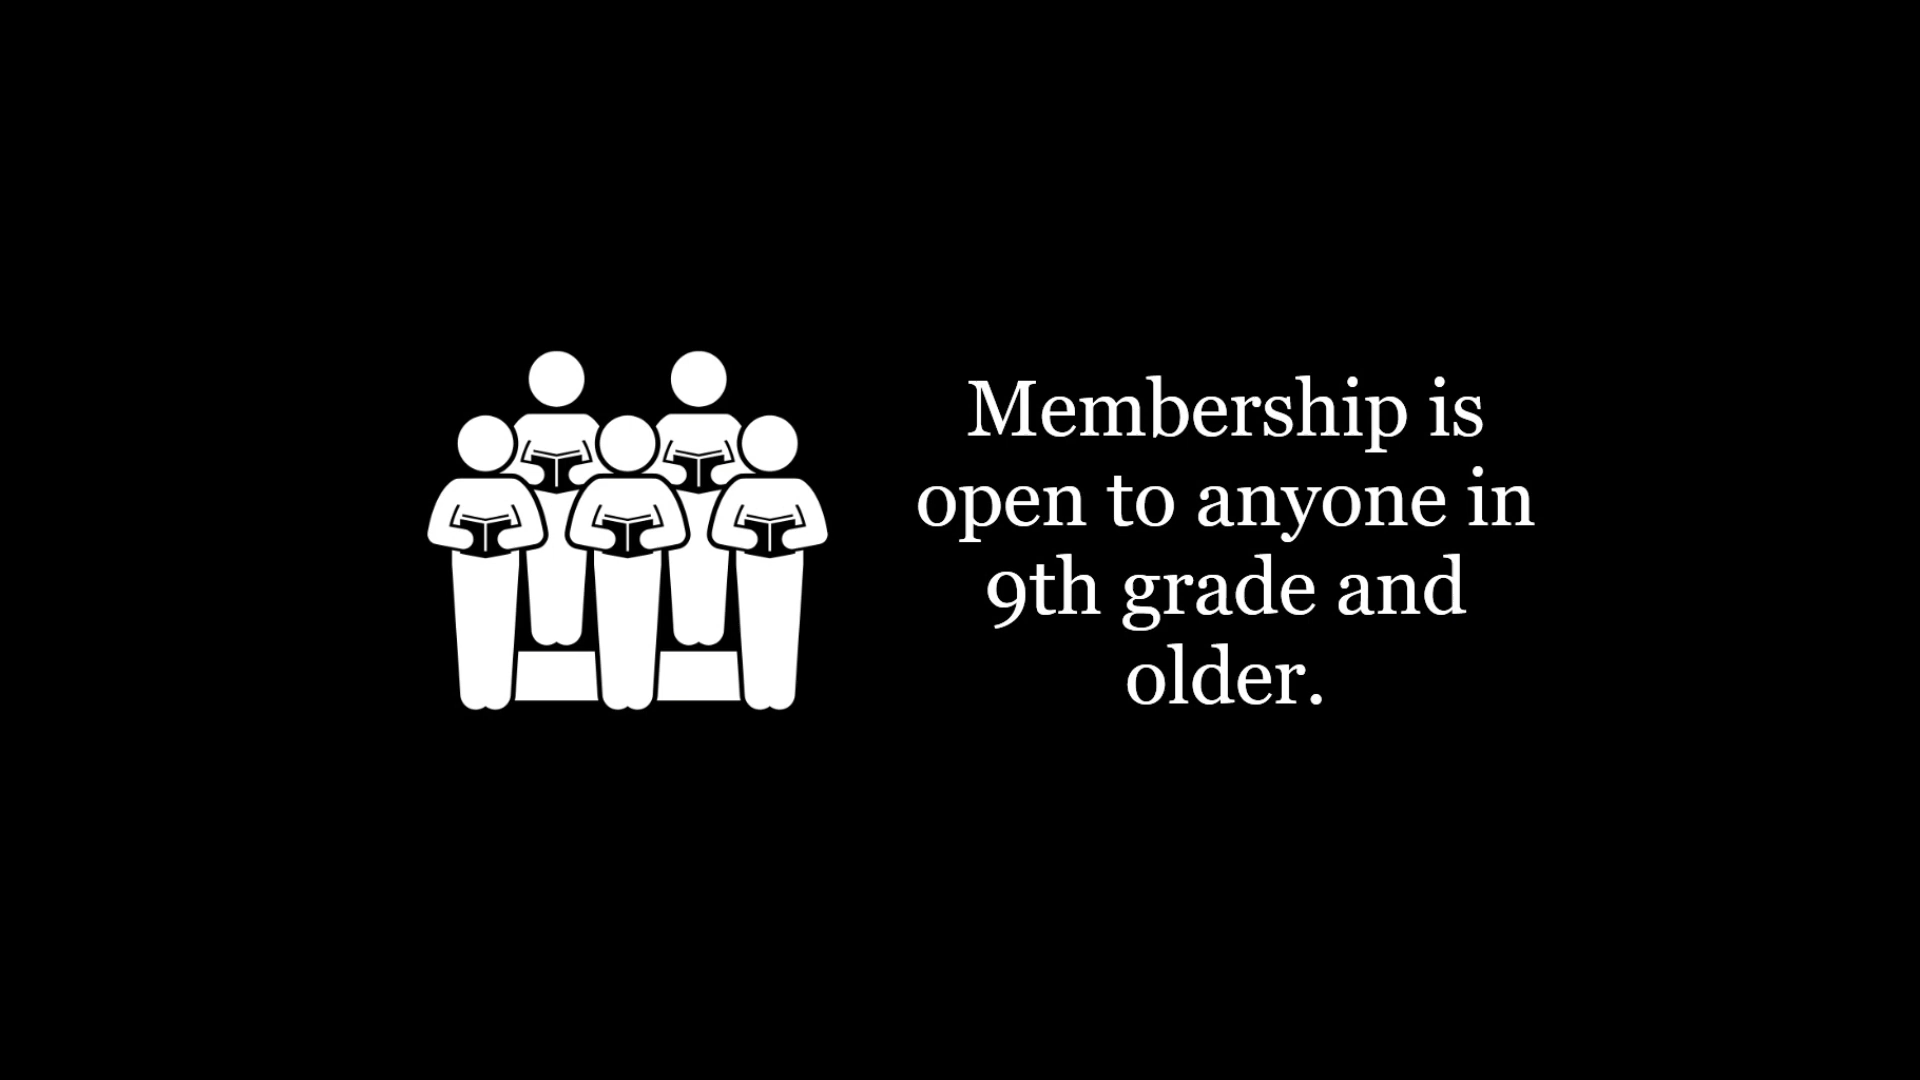 Membership is
open to anyone in
9th grade and
older.